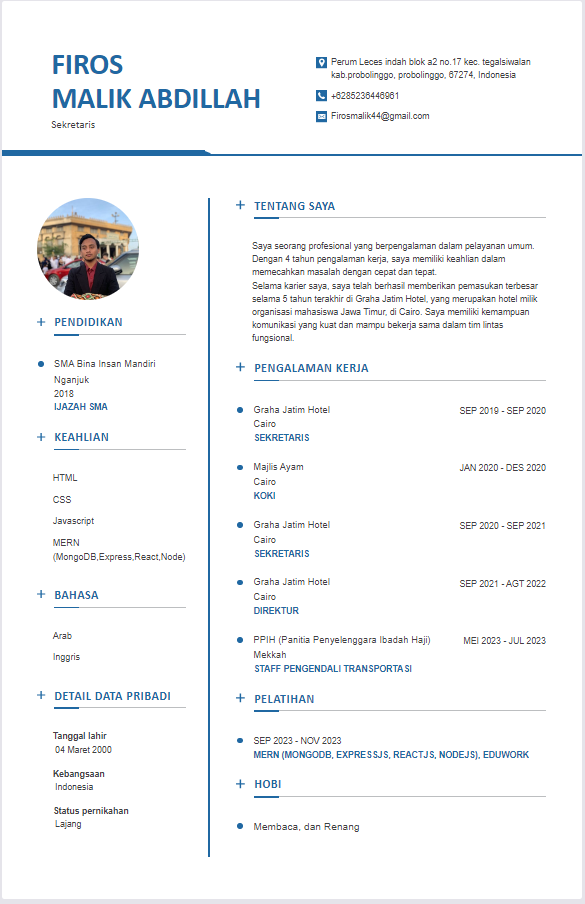 FIROS
MALIK ABDILLAH
Sekretaris
Perum Leces indah blok a2 no.17 kec. tegalsiwalan
kab.probolinggo, probolinggo, 67274, Indonesia
+6285236446961
Firosmalik44@gmail.com
PENDIDIKAN
SMA Bina Insan Mandiri
Nganjuk
2018
IJAZAH SMA
KEAHLIAN
HTML
CSS
Javascript
MERN
(MongoDB,Express,React,Node)
BAHASA
Arab
Inggris
DETAIL DATA PRIBADI
Tanggal lahir
04 Maret 2000
Kebangsaan
Indonesia
Status pernikahan
Lajang
TENTANG SAYA
Saya seorang profesional yang berpengalaman dalam pelayanan umum.
Dengan 4 tahun pengalaman kerja, saya memiliki keahlian dalam
memecahkan masalah dengan cepat dan tepat.
Selama karier saya, saya telah berhasil memberikan pemasukan terbesar
selama 5 tahun terakhir di Graha Jatim Hotel, yang merupakan hotel milik
organisasi mahasiswa Jawa Timur, di Cairo. Saya memiliki kemampuan
komunikasi yang kuat dan mampu bekerja sama dalam tim lintas
fungsional.
PENGALAMAN KERJA
Graha Jatim Hotel SEP 2019 - SEP 2020
Cairo
SEKRETARIS
Majlis Ayam JAN 2020 - DES 2020
Cairo
KOKI
Graha Jatim Hotel SEP 2020 - SEP 2021
Cairo
SEKRETARIS
Graha Jatim Hotel SEP 2021 - AGT 2022
Cairo
DIREKTUR
PPIH (Panitia Penyelenggara Ibadah Haji) MEI 2023 - JUL 2023
Mekkah
STAFF PENGENDALI TRANSPORTASI
PELATIHAN
SEP 2023 - NOV 2023
MERN (MONGODB, EXPRESSJS, REACTJS, NODEJS), EDUWORK
HOBI
Membaca, dan Renang